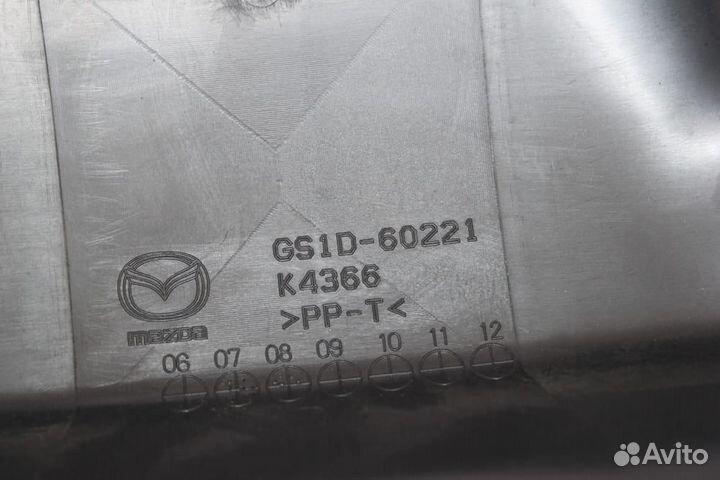 GS1D-60221
K4366
>PP-T<
mazda
06 07 08 09 10 11 12
Avito